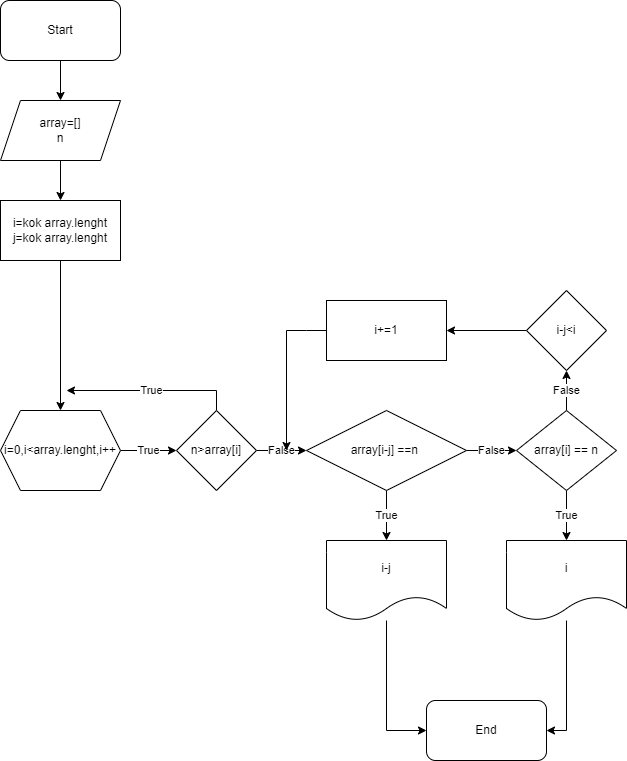 Start
array=[]
n
i=kok array.lenght
j=kok array.lenght
i+=1
i-j<i
True
False
i=0,i<array.lenght,i++
True
n>array[i]
False
array[i-j] ==n
False
array[i] == n
True
True
i-j
i
End